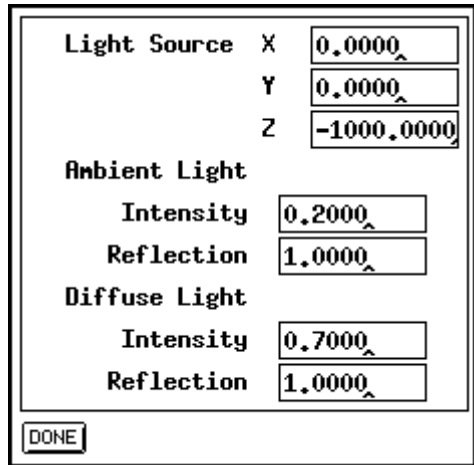 Light Source X 0.0000
Y 0.0000
Z -1000.0000
Ambient Light
Intensity 0.2000
Reflection 1.0000
Diffuse Light
Intensity 0.7000
Reflection 1.0000
DONE